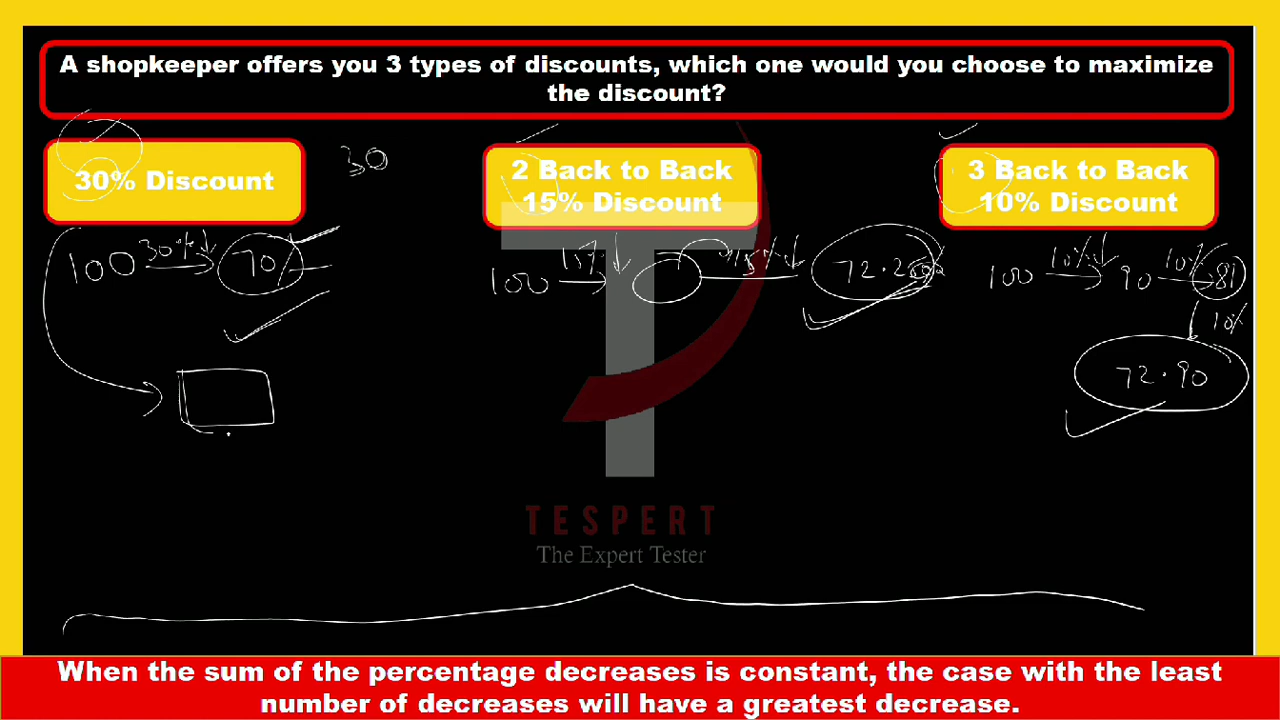 A shopkeeper offers you 3 types of discounts, which one would you choose to maximize
the discount?
30% Discount
30
2 Back to Back
15% Discount
3 Back to Back
10% Discount
100 30%↓ 70%
100 15%↓ 15%↓ 72.25
100 10%↓ 90 10% 81
10%
72.90
T
TESPERT
The Expert Tester
When the sum of the percentage decreases is constant, the case with the least
number of decreases will have a greatest decrease.